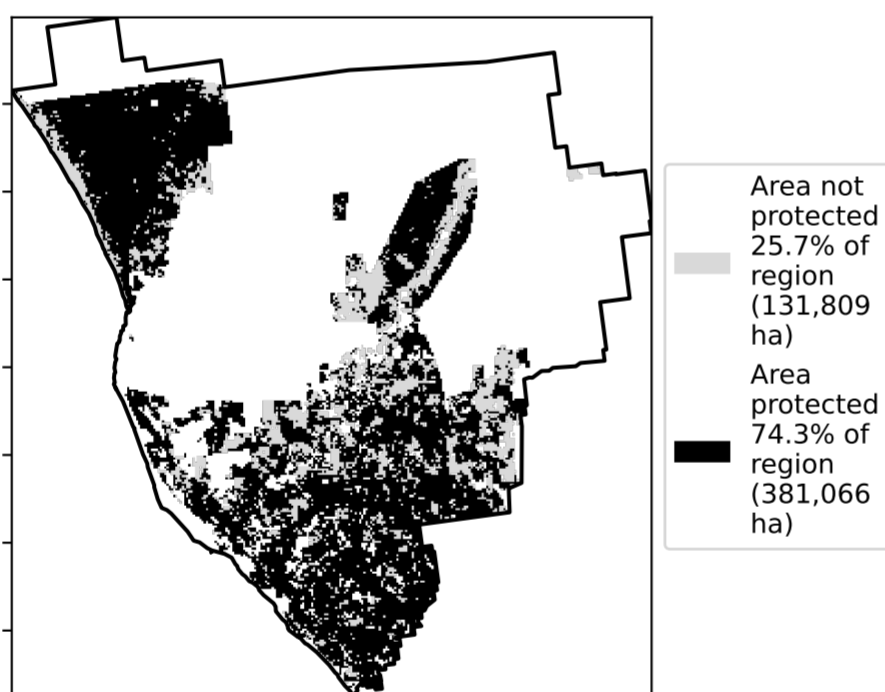 Area not
protected
25.7% of
region
(131,809
ha)
Area
protected
74.3% of
region
(381,066
ha)